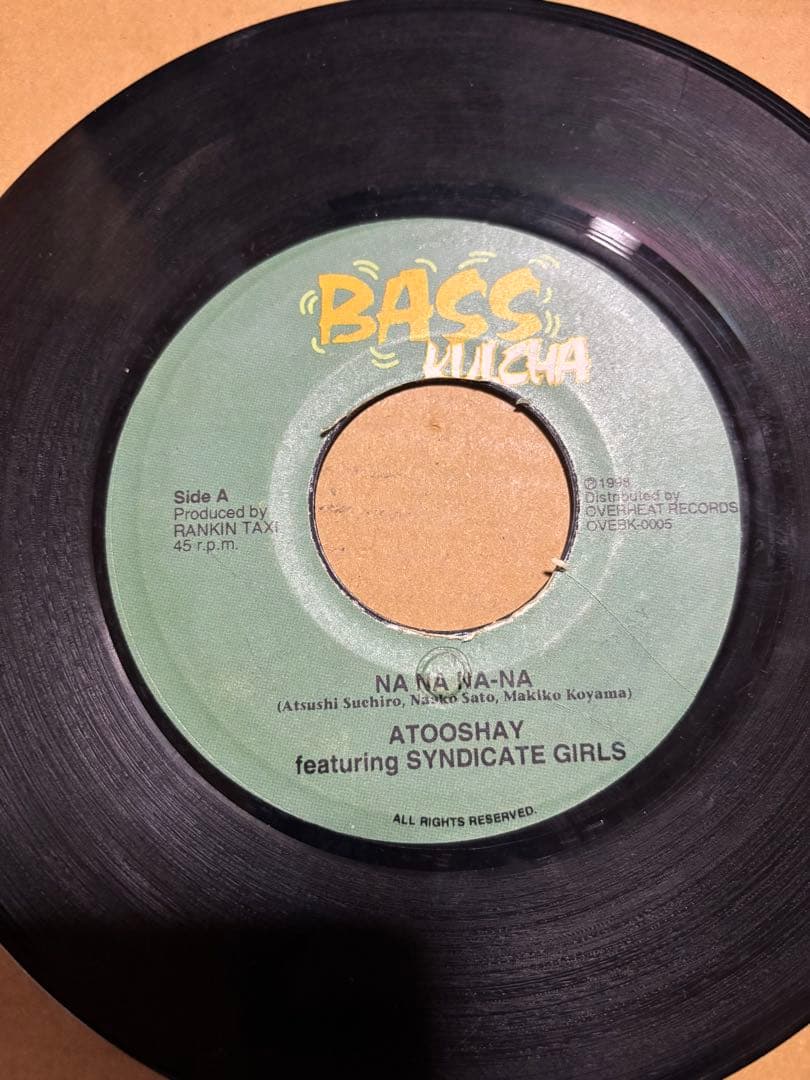 BASS
KULCHA
Side A
Produced by
RANKIN TAXI
45 r.p.m.
℗1998
Distributed by
OVERHEAT RECORDS
OVEBK-0005
NA NA NA-NA
(Atsushi Suehiro, Naoko Sato, Makiko Koyama)
ATOOSHAY
featuring SYNDICATE GIRLS
ALL RIGHTS RESERVED.